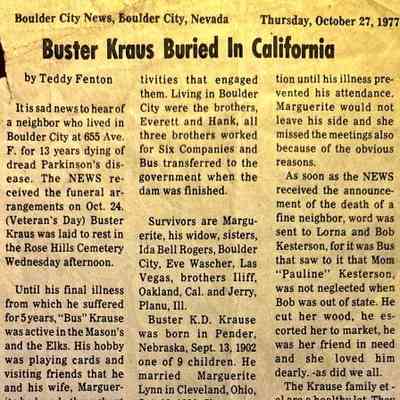 Boulder City News, Boulder City, Nevada Thursday, October 27, 1977
Buster Kraus Buried In California
by Teddy Fenton
It is sad news to hear of
a neighbor who lived in
Boulder City at 655 Ave.
F. for 13 years dying of
dread Parkinson's dis-
ease. The NEWS re-
ceived the funeral ar-
rangements on Oct. 24.
(Veteran's Day) Buster
Kraus was laid to rest in
the Rose Hills Cemetery
Wednesday afternoon.
Until his final illness
from which he suffered
for 5 years, "Bus" Krause
was active in the Mason's
and the Elks. His hobby
was playing cards and
visiting friends that he
and his wife, Marguer-
tivities that engaged
them. Living in Boulder
City were the brothers,
Everett and Hank, all
three brothers worked
for Six Companies and
Bus transferred to the
government when the
dam was finished.
Survivors are Margue-
rite, his widow, sisters,
Ida Bell Rogers, Boulder
City, Eve Wascher, Las
Vegas, brothers Iliff,
Oakland, Cal. and Jerry,
Planu, Ill.
Buster K.D. Krause
was born in Pender,
Nebraska, Sept. 13, 1902
one of 9 children. He
married Marguerite
Lynn in Cleveland, Ohio,
tion until his illness pre-
vented his attendance.
Marguerite would not
leave his side and she
missed the meetings also
because of the obvious
reasons.
As soon as the NEWS
received the announce-
ment of the death of a
fine neighbor, word was
sent to Lorna and Bob
Kesterson, for it was Bus
that saw to it that Mom
"Pauline" Kesterson,
was not neglected when
Bob was out of state. He
cut her wood, he es-
corted her to market, he
was her friend in need
and she loved him
dearly. -as did we all.
The Krause family et-